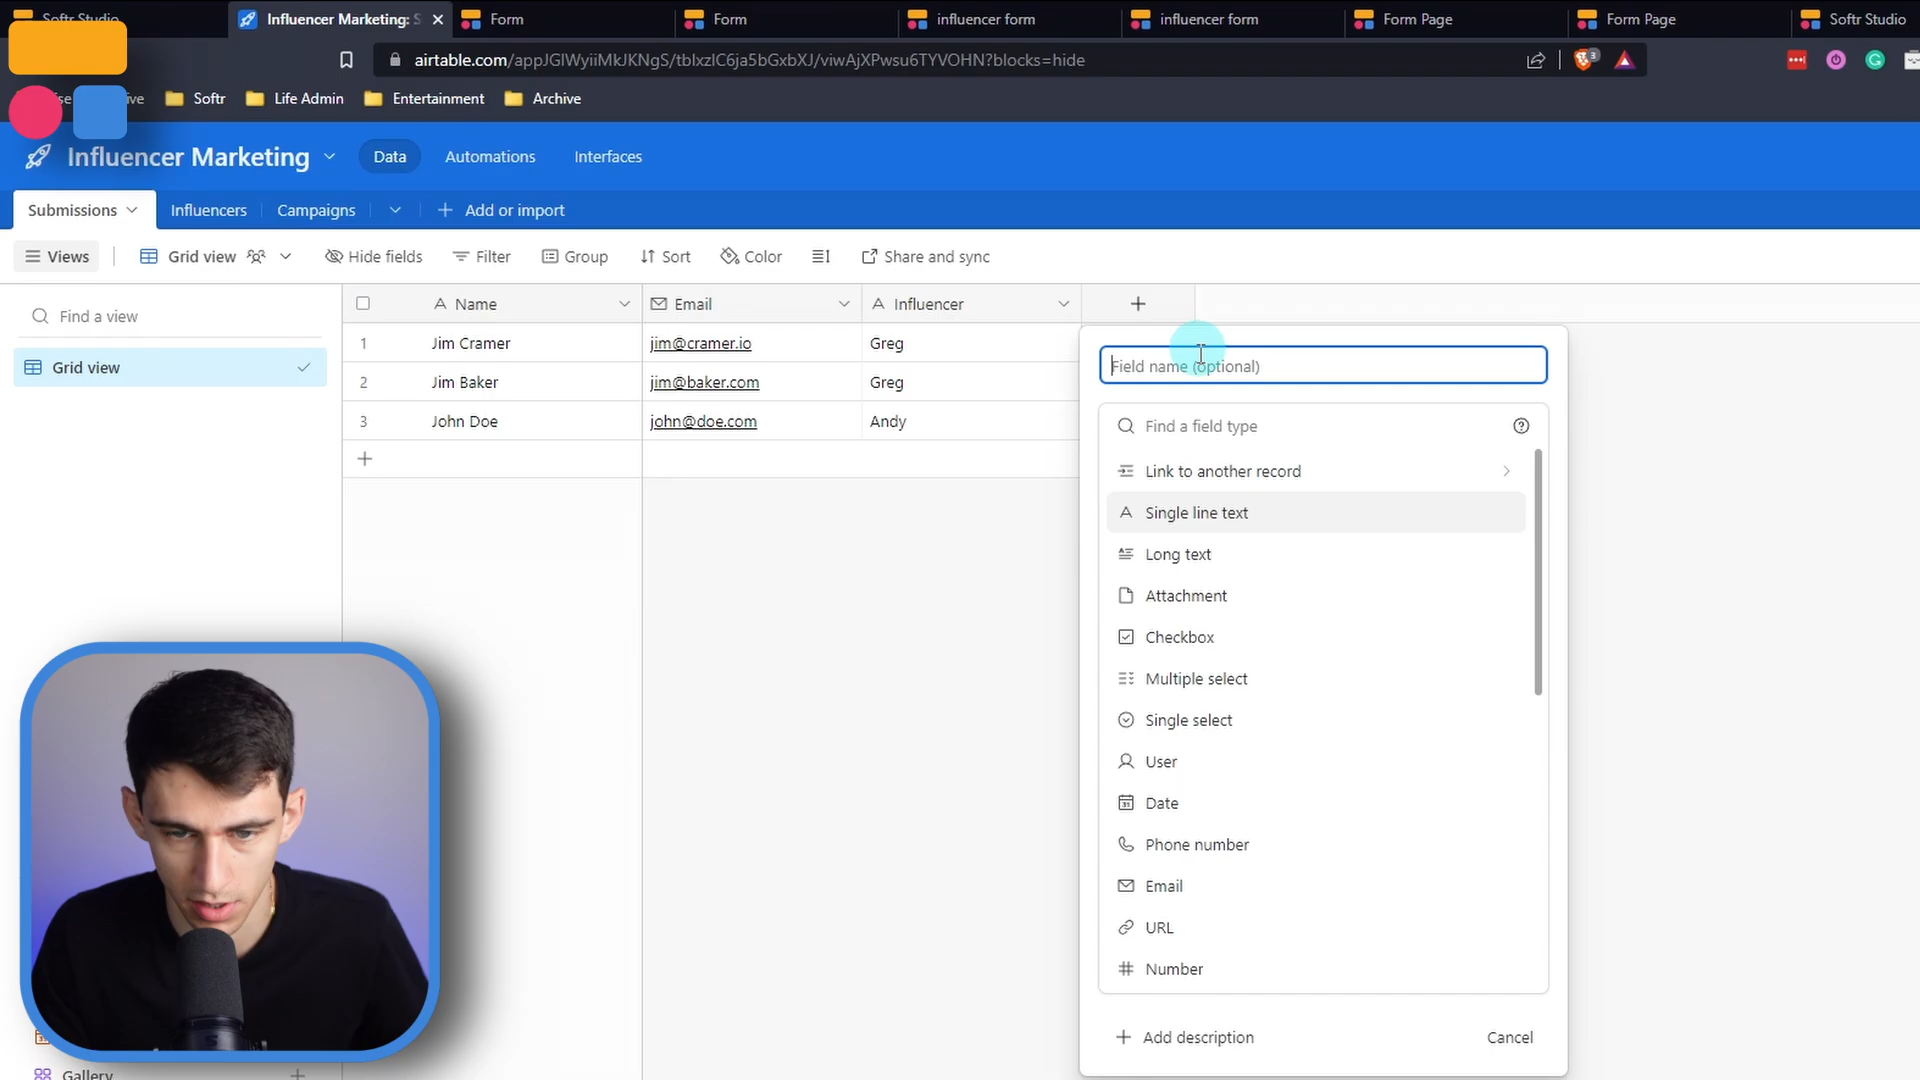 Softr Studio
Influencer Marketing: S
Form
Form
influencer form
influencer form
Form Page
Form Page
Softr Studio
airtable.com/appJGlWyiiMkJKNgS/tblxzlC6ja5bGxbXJ/viwAjXPwsu6TYVOHN?blocks=hide
3
Softr
Life Admin
Entertainment
Archive
Influencer Marketing
Data
Automations
Interfaces
Submissions
Influencers
Campaigns
Add or import
Views
Grid view
Hide fields
Filter
Group
Sort
Color
Share and sync
Find a view
Grid view
Name
Email
Influencer
1
Jim Cramer
jim@cramer.io
Greg
2
Jim Baker
jim@baker.com
Greg
3
John Doe
john@doe.com
Andy
Field name (optional)
Find a field type
Link to another record
Single line text
Long text
Attachment
Checkbox
Multiple select
Single select
User
Date
Phone number
Email
URL
Number
Add description
Cancel
Gallery